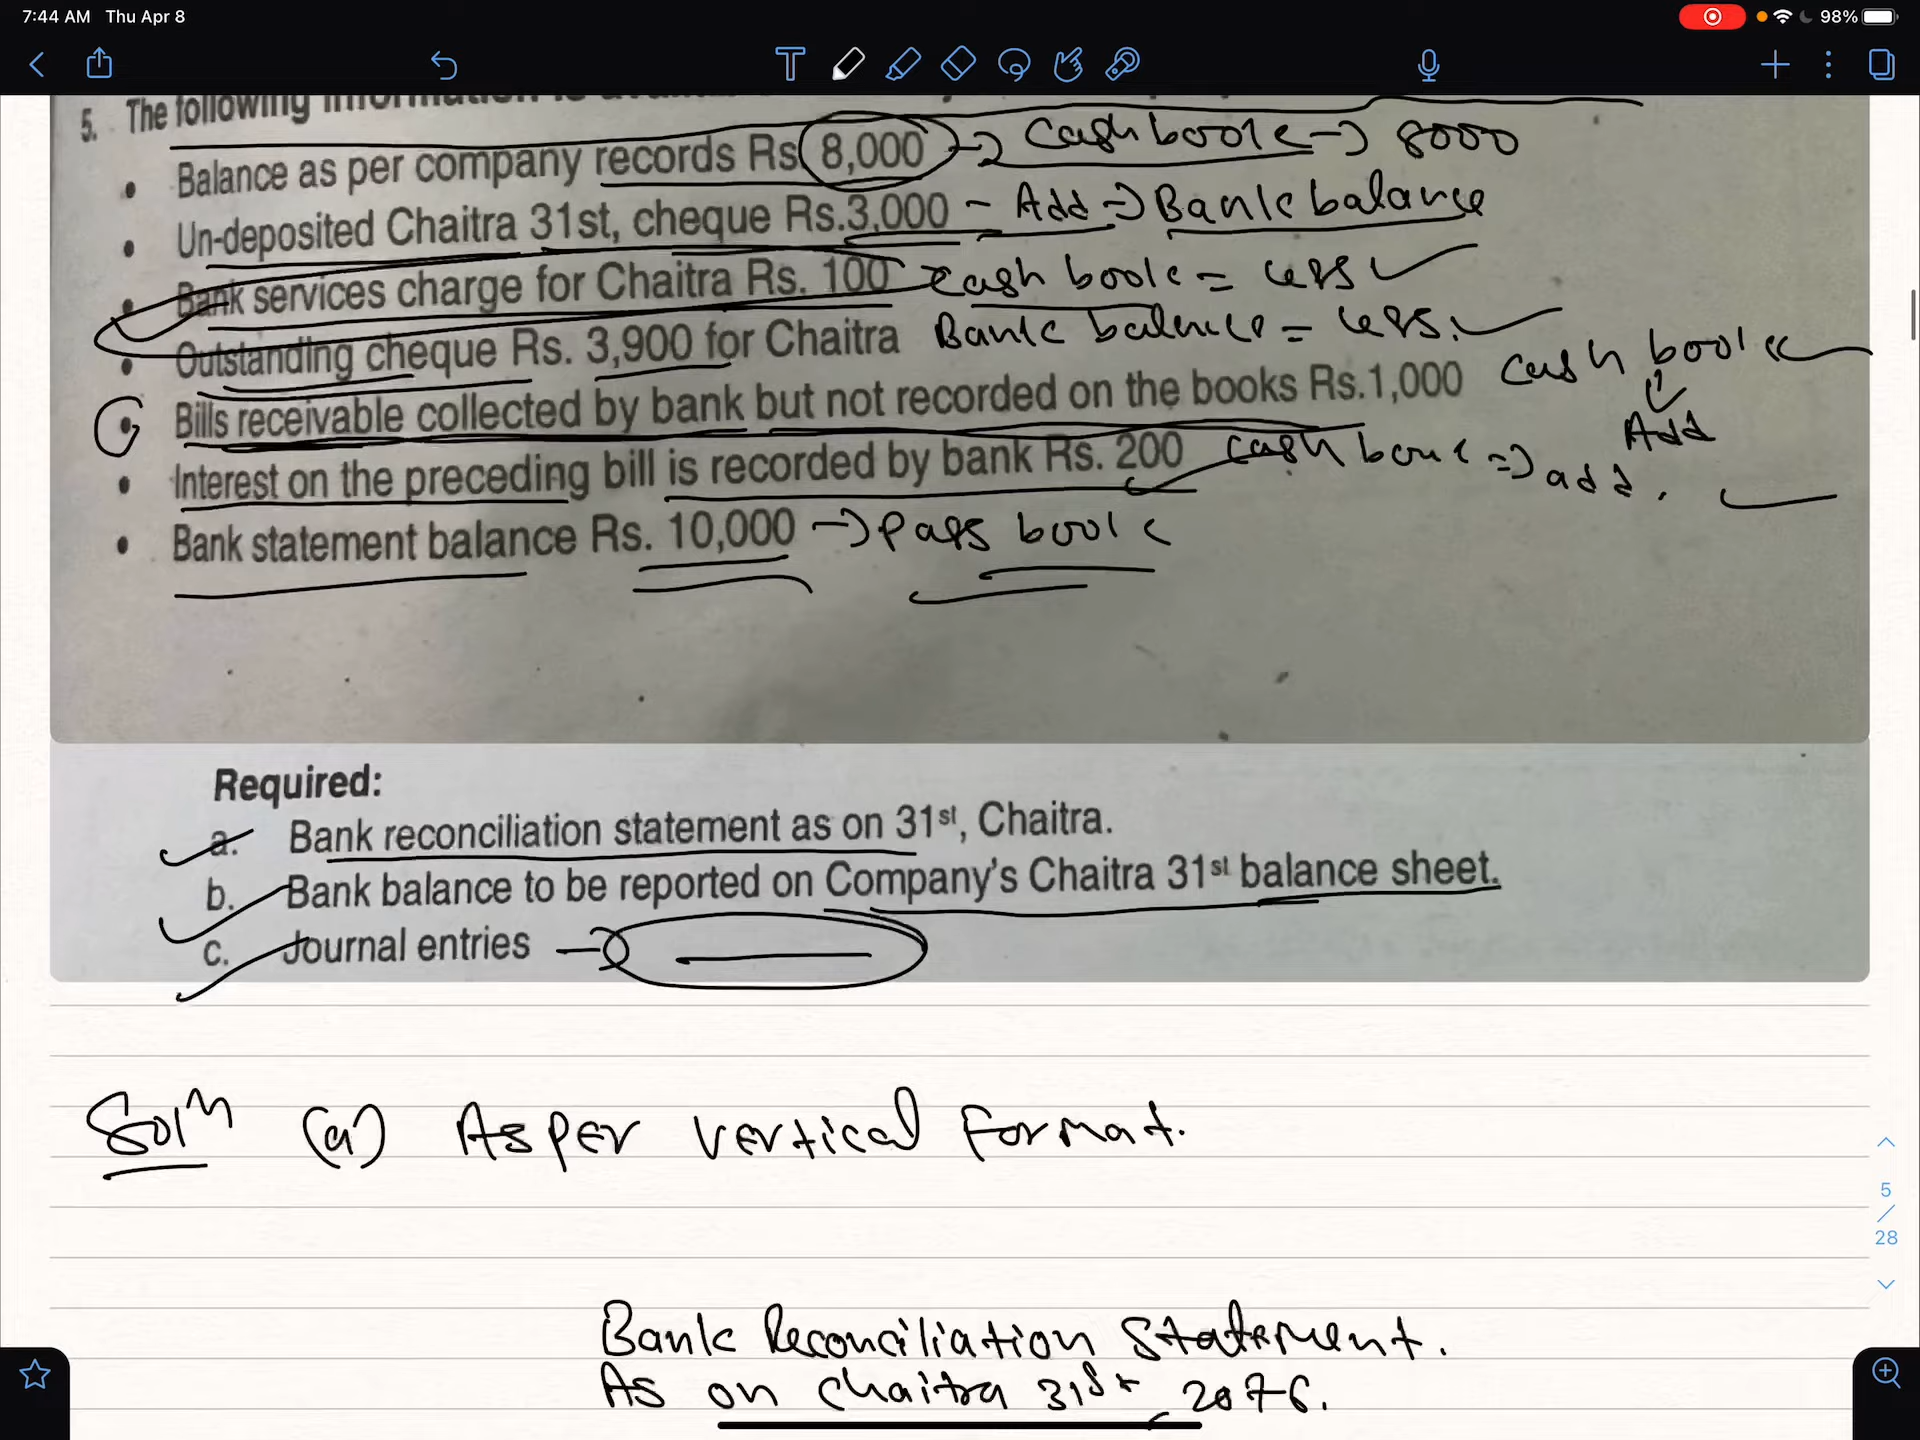 7:44 AM Thu Apr 8
98%
5. The following information is
Balance as per company records Rs 8,000 → Cash book → 8000
Un-deposited Chaitra 31st, cheque Rs.3,000 - Add → Bank balance
Bank services charge for Chaitra Rs. 100 cash book = less
Outstanding cheque Rs. 3,900 for Chaitra Bank balance = less.
Bills receivable collected by bank but not recorded on the books Rs.1,000 cash book
Add
Interest on the preceding bill is recorded by bank Rs. 200 cash book => add.
Bank statement balance Rs. 10,000 → Pass book
Required:
a. Bank reconciliation statement as on 31st, Chaitra.
b. Bank balance to be reported on Company's Chaitra 31st balance sheet.
c. Journal entries →
Soln (a) As per vertical format.
5
/
28
Bank Reconciliation Statement.
As on Chaitra 31st, 2076.